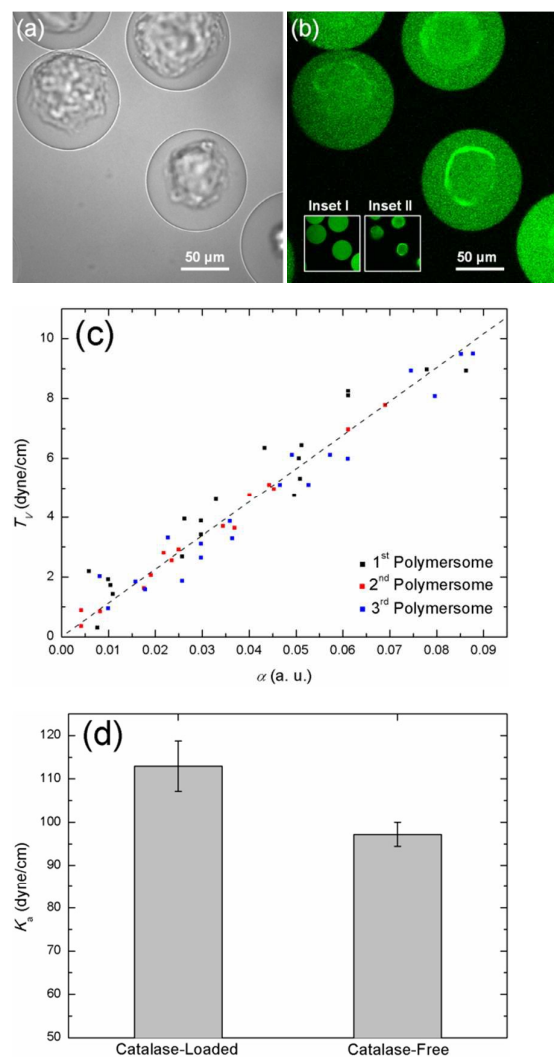 (a)
50 µm
(b)
Inset I
Inset II
50 µm
(c)
10
8
6
4
2
0
T_V (dyne/cm)
1st Polymersome
2nd Polymersome
3rd Polymersome
0.00 0.01 0.02 0.03 0.04 0.05 0.06 0.07 0.08 0.09
α (a. u.)
(d)
120
110
100
90
80
70
60
50
K_a (dyne/cm)
Catalase-Loaded
Catalase-Free